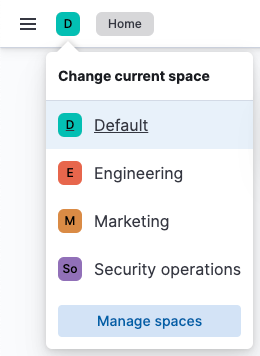 D Home
Change current space
D Default
E Engineering
M Marketing
So Security operations
Manage spaces